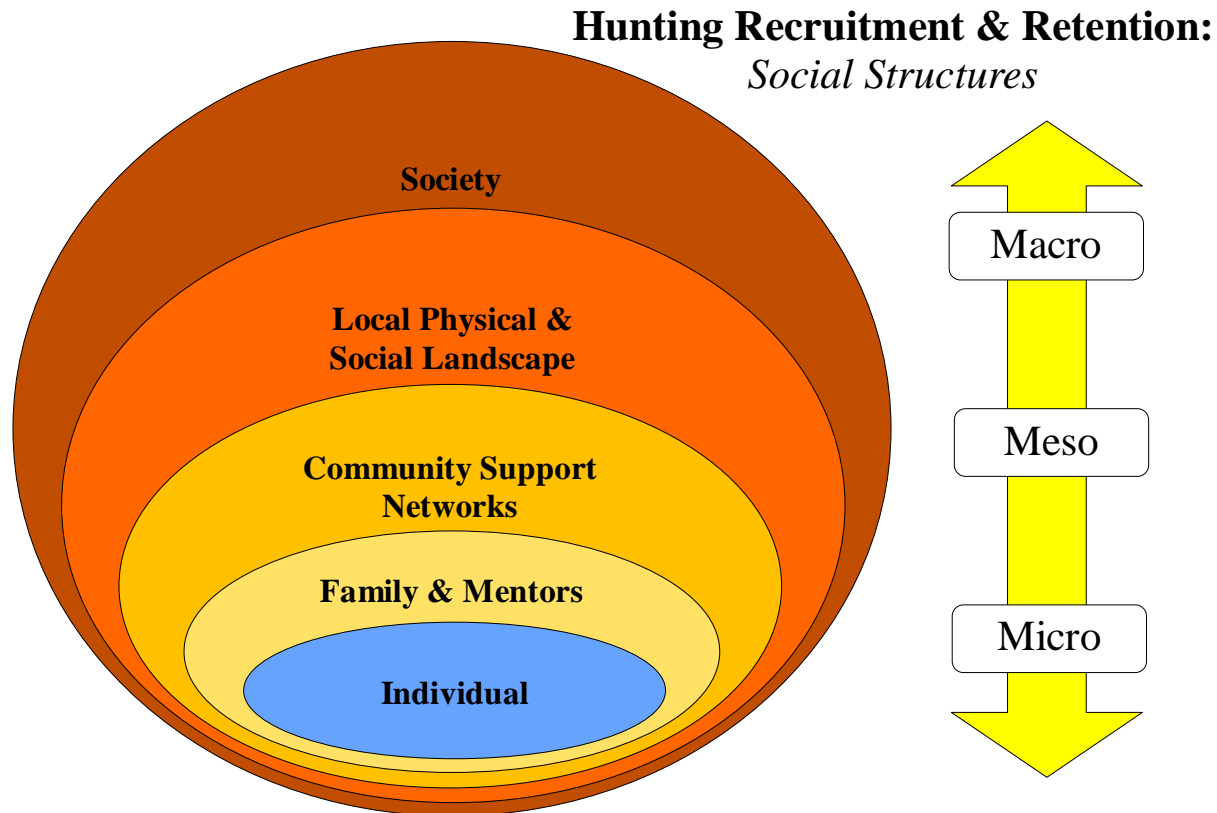 Hunting Recruitment & Retention:
Social Structures
Society
Local Physical &
Social Landscape
Community Support
Networks
Family & Mentors
Individual
Macro
Meso
Micro